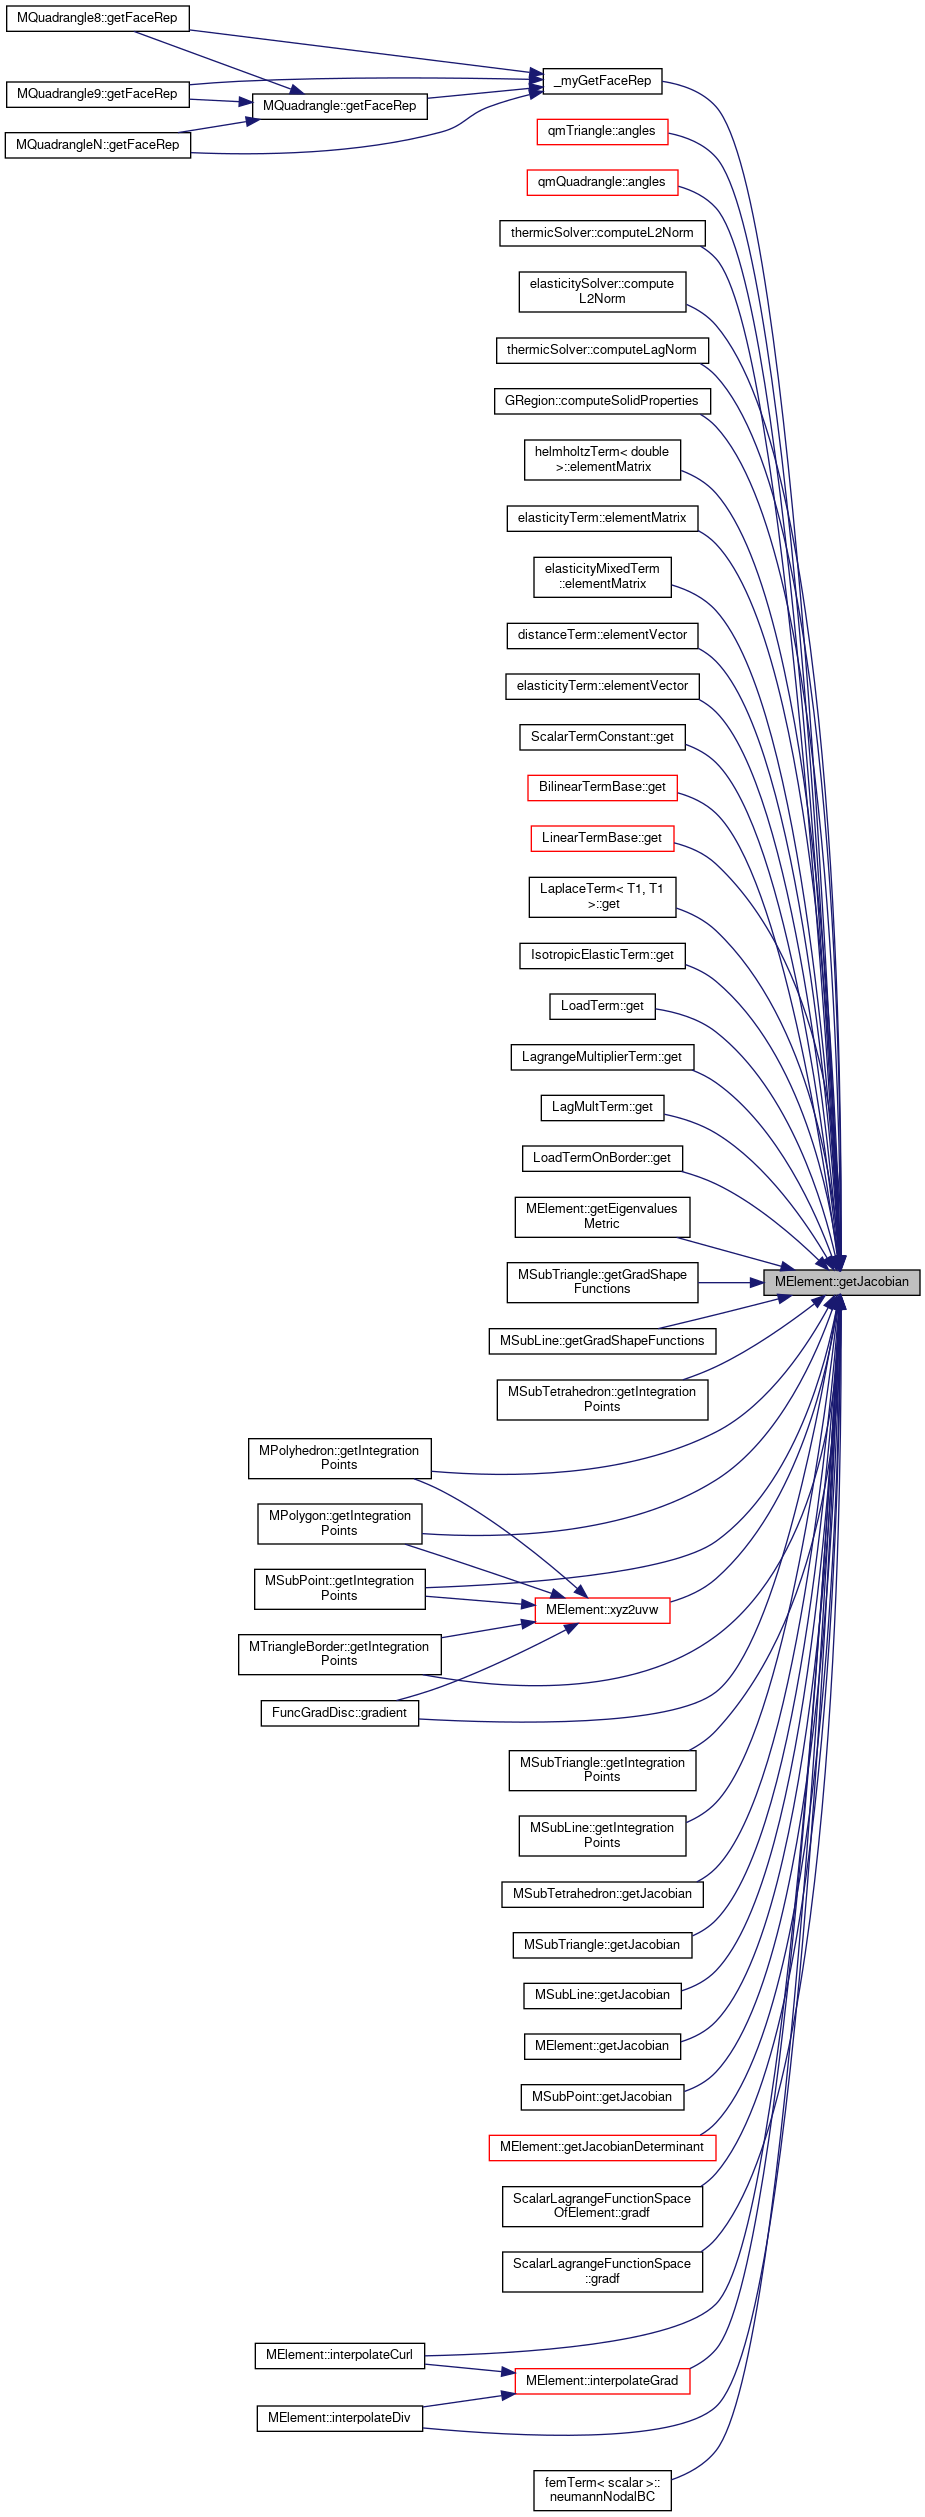 MQuadrangle8::getFaceRep
_myGetFaceRep
MQuadrangle9::getFaceRep
MQuadrangle::getFaceRep
MQuadrangleN::getFaceRep
qmTriangle::angles
qmQuadrangle::angles
thermicSolver::computeL2Norm
elasticitySolver::compute
L2Norm
thermicSolver::computeLagNorm
GRegion::computeSolidProperties
helmholtzTerm< double
>::elementMatrix
elasticityTerm::elementMatrix
elasticityMixedTerm
::elementMatrix
distanceTerm::elementVector
elasticityTerm::elementVector
ScalarTermConstant::get
BilinearTermBase::get
LinearTermBase::get
LaplaceTerm< T1, T1
>::get
IsotropicElasticTerm::get
LoadTerm::get
LagrangeMultiplierTerm::get
LagMultTerm::get
LoadTermOnBorder::get
MElement::getEigenvalues
Metric
MElement::getJacobian
MSubTriangle::getGradShape
Functions
MSubLine::getGradShapeFunctions
MSubTetrahedron::getIntegration
Points
MPolyhedron::getIntegration
Points
MPolygon::getIntegration
Points
MSubPoint::getIntegration
Points
MElement::xyz2uvw
MTriangleBorder::getIntegration
Points
FuncGradDisc::gradient
MSubTriangle::getIntegration
Points
MSubLine::getIntegration
Points
MSubTetrahedron::getJacobian
MSubTriangle::getJacobian
MSubLine::getJacobian
MElement::getJacobian
MSubPoint::getJacobian
MElement::getJacobianDeterminant
ScalarLagrangeFunctionSpace
OfElement::gradf
ScalarLagrangeFunctionSpace
::gradf
MElement::interpolateCurl
MElement::interpolateGrad
MElement::interpolateDiv
femTerm< scalar >::
neumannNodalBC